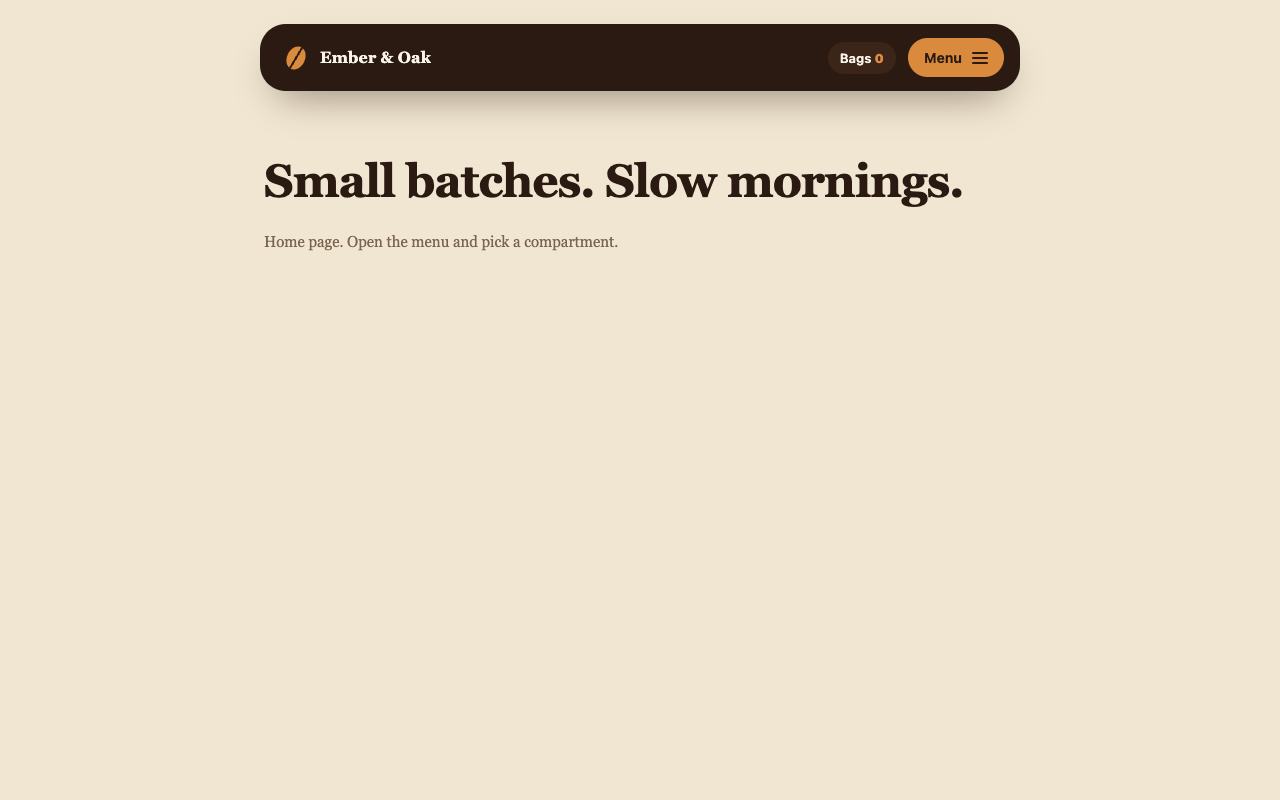 Ember & Oak
Bags 0
Menu
Small batches. Slow mornings.
Home page. Open the menu and pick a compartment.